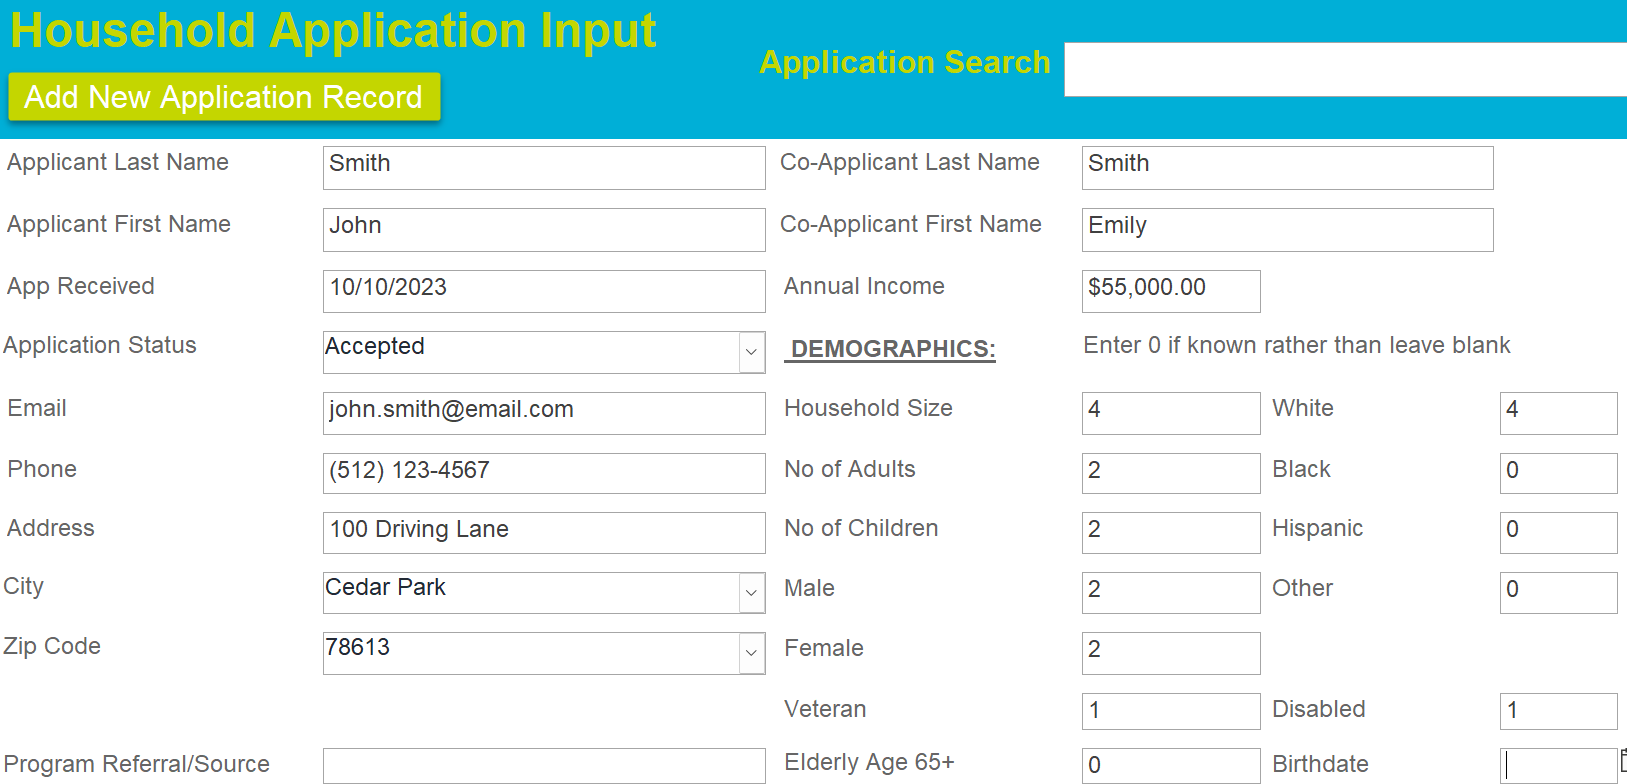 Household Application Input
Application Search
Add New Application Record
Applicant Last Name Smith Co-Applicant Last Name Smith
Applicant First Name John Co-Applicant First Name Emily
App Received 10/10/2023 Annual Income $55,000.00
Application Status Accepted DEMOGRAPHICS: Enter 0 if known rather than leave blank
Email john.smith@email.com Household Size 4 White 4
Phone (512) 123-4567 No of Adults 2 Black 0
Address 100 Driving Lane No of Children 2 Hispanic 0
City Cedar Park Male 2 Other 0
Zip Code 78613 Female 2
Veteran 1 Disabled 1
Program Referral/Source Elderly Age 65+ 0 Birthdate